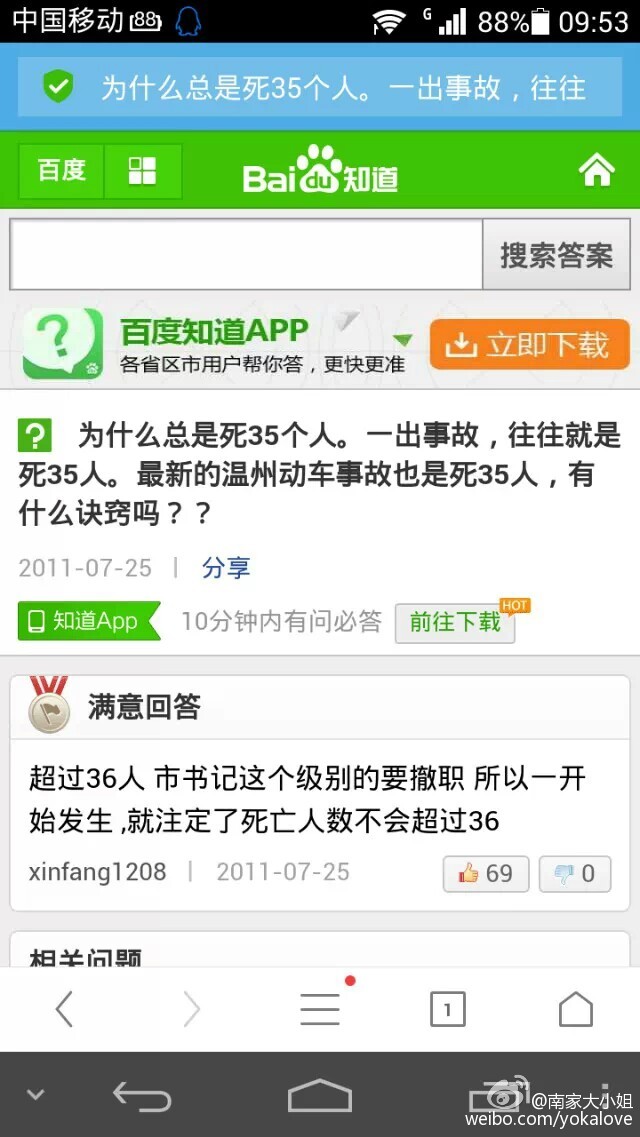 中国移动 88 G 88% 09:53
为什么总是死35个人。一出事故，往往
百度 Bai du 知道
搜索答案
百度知道APP
各省区市用户帮你答，更快更准
立即下载
? 为什么总是死35个人。一出事故，往往就是
死35人。最新的温州动车事故也是死35人，有
什么诀窍吗？？
2011-07-25 | 分享
知道App 10分钟内有问必答 前往下载 HOT
满意回答
超过36人 市书记这个级别的要撤职 所以一开
始发生 ,就注定了死亡人数不会超过36
xinfang1208 | 2011-07-25 69 0
相关问题
1
@南家大小姐
weibo.com/yokalove